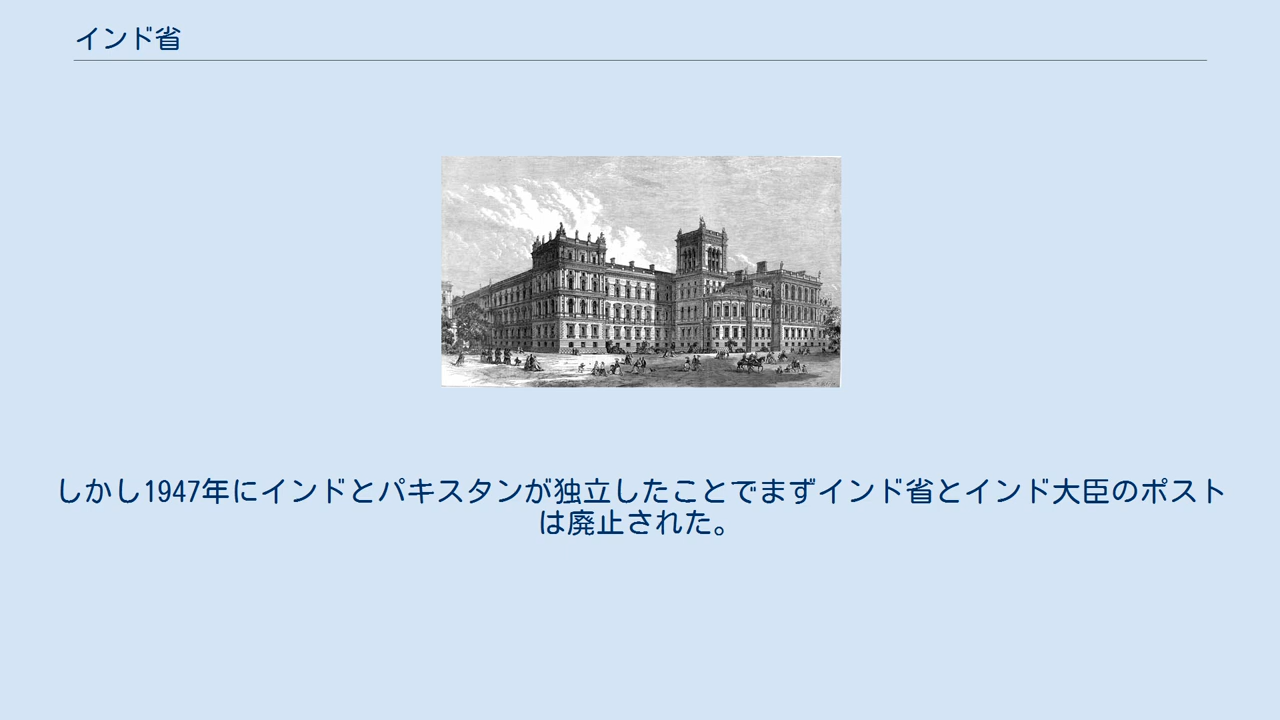 インド省
しかし1947年にインドとパキスタンが独立したことでまずインド省とインド大臣のポスト
は廃止された。